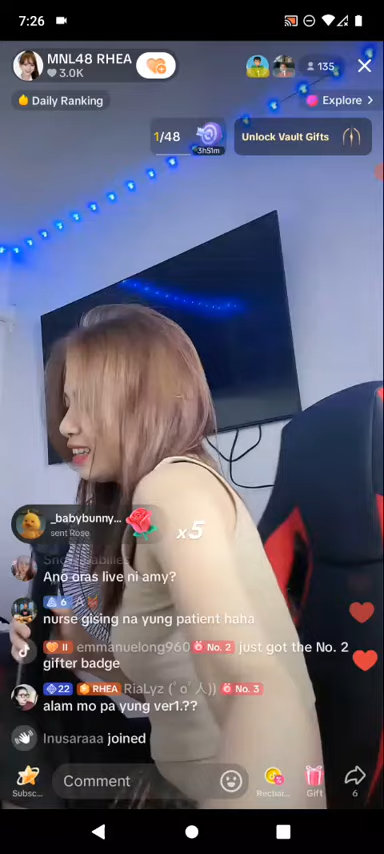 7:26
MNL48 RHEA
3.0K
135
Daily Ranking
Explore >
1/48
3h51m
Unlock Vault Gifts
_babybunny...
sent Rose
x5
Ano oras live ni amy?
6
nurse gising na yung patient haha
II emmanuelong960 No. 2 just got the No. 2
gifter badge
22 RHEA RiaLyz No. 3
alam mo pa yung ver1.??
Inusaraaa joined
Subsc...
Comment
Rechar...
Gift
6